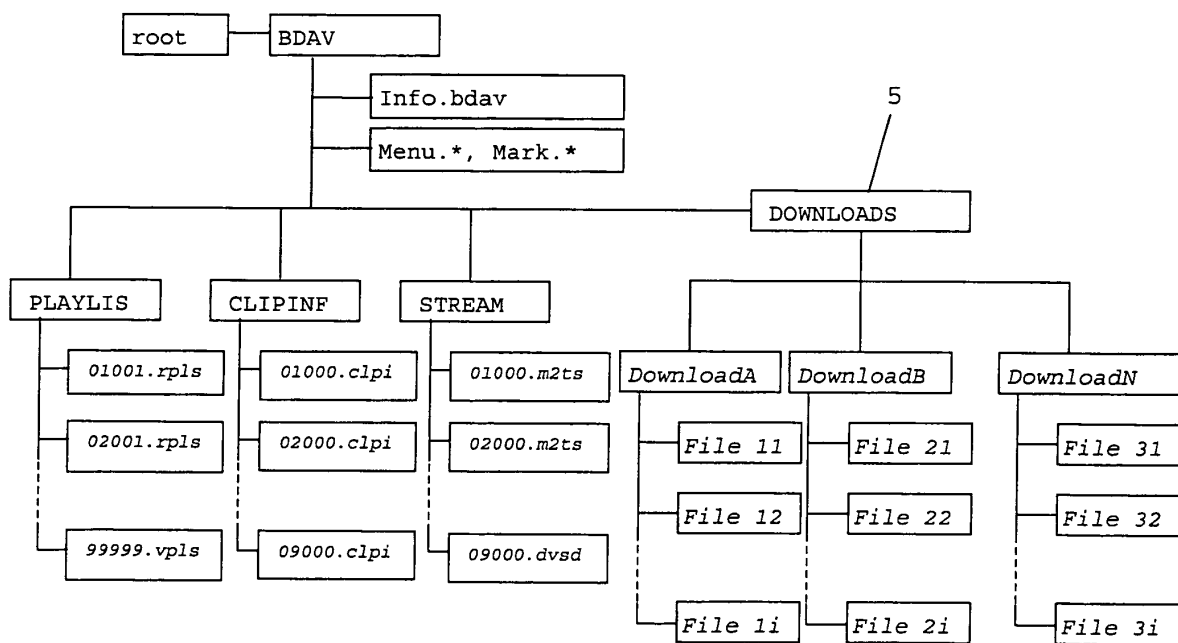 root
BDAV
Info.bdav
Menu.*, Mark.*
5
DOWNLOADS
PLAYLIS
CLIPINF
STREAM
01001.rpls
02001.rpls
99999.vpls
01000.clpi
02000.clpi
09000.clpi
01000.m2ts
02000.m2ts
09000.dvsd
DownloadA
DownloadB
DownloadN
File 11
File 12
File 1i
File 21
File 22
File 2i
File 31
File 32
File 3i